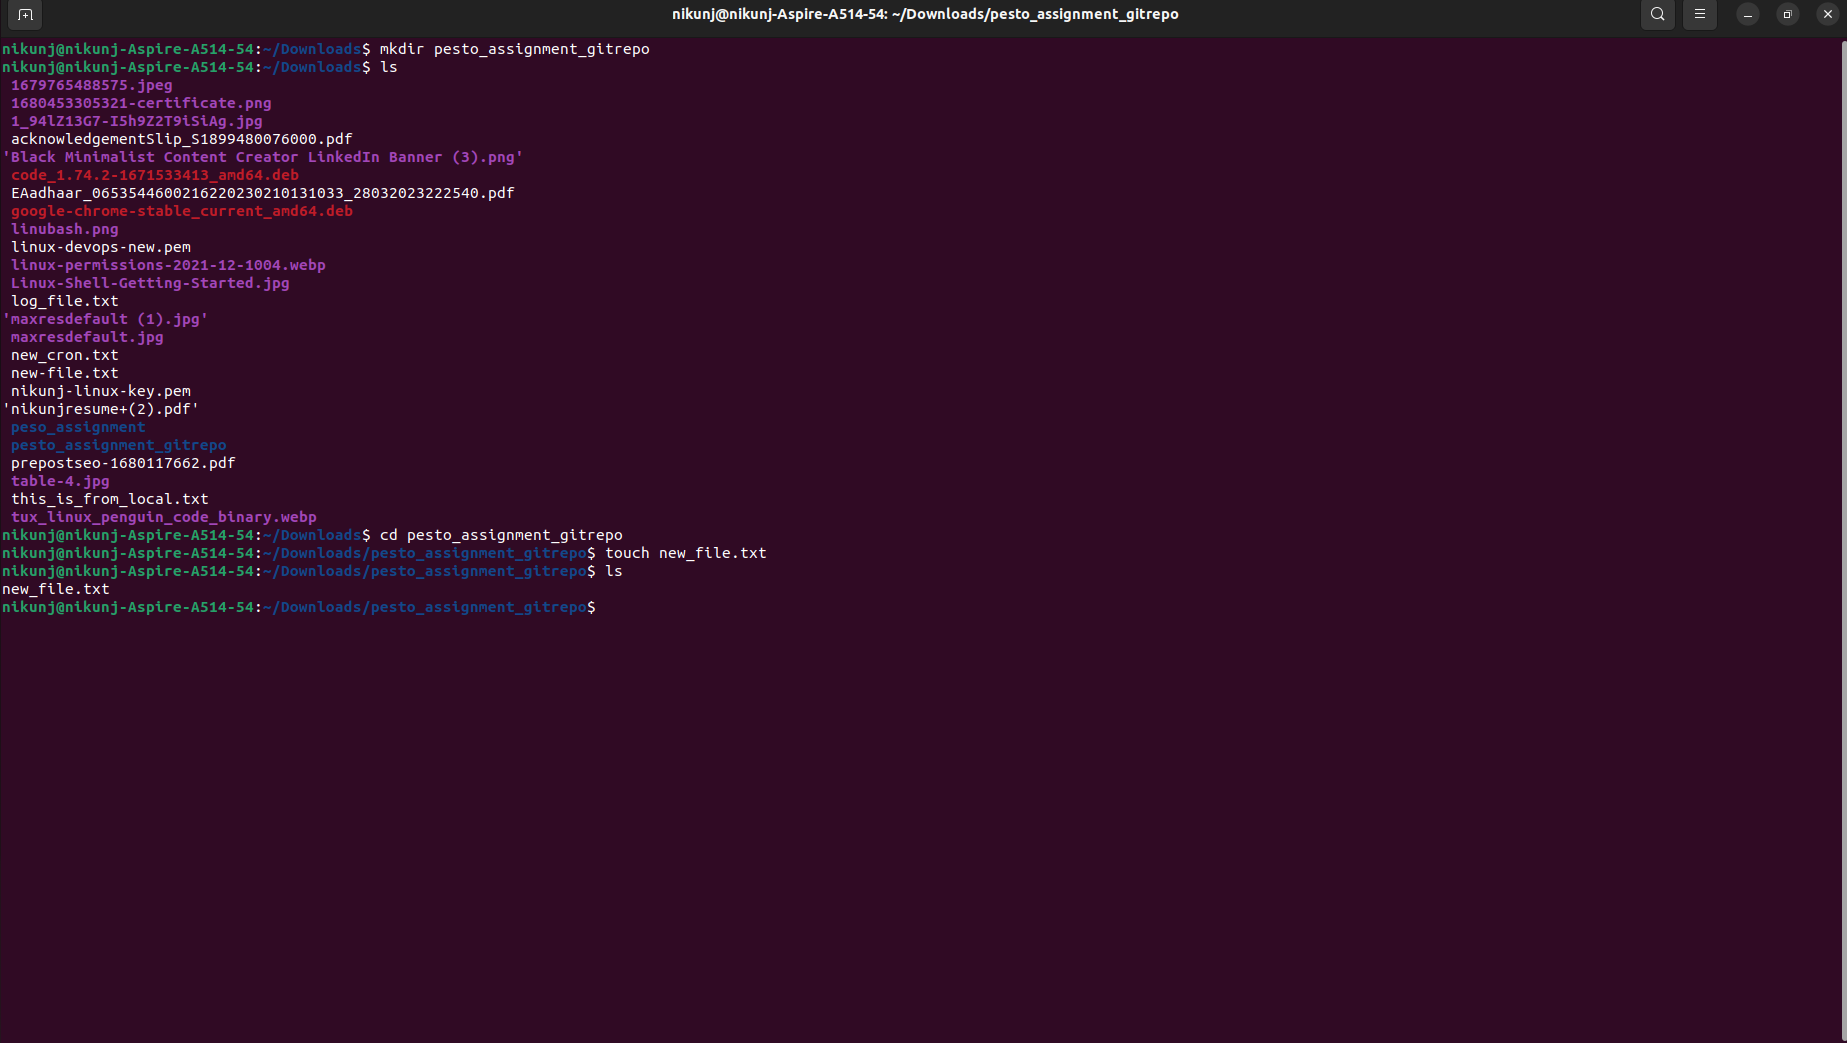 nikunj@nikunj-Aspire-A514-54: ~/Downloads/pesto_assignment_gitrepo
nikunj@nikunj-Aspire-A514-54:~/Downloads$ mkdir pesto_assignment_gitrepo
nikunj@nikunj-Aspire-A514-54:~/Downloads$ ls
1679765488575.jpeg
1680453305321-certificate.png
1_94lZ13G7-I5h9Z2T9iSiAg.jpg
acknowledgementSlip_S1899480076000.pdf
'Black Minimalist Content Creator LinkedIn Banner (3).png'
code_1.74.2-1671533413_amd64.deb
EAadhaar_0653544600216220230210131033_28032023222540.pdf
google-chrome-stable_current_amd64.deb
linubash.png
linux-devops-new.pem
linux-permissions-2021-12-1004.webp
Linux-Shell-Getting-Started.jpg
log_file.txt
'maxresdefault (1).jpg'
maxresdefault.jpg
new_cron.txt
new-file.txt
nikunj-linux-key.pem
'nikunjresume+(2).pdf'
peso_assignment
pesto_assignment_gitrepo
prepostseo-1680117662.pdf
table-4.jpg
this_is_from_local.txt
tux_linux_penguin_code_binary.webp
nikunj@nikunj-Aspire-A514-54:~/Downloads$ cd pesto_assignment_gitrepo
nikunj@nikunj-Aspire-A514-54:~/Downloads/pesto_assignment_gitrepo$ touch new_file.txt
nikunj@nikunj-Aspire-A514-54:~/Downloads/pesto_assignment_gitrepo$ ls
new_file.txt
nikunj@nikunj-Aspire-A514-54:~/Downloads/pesto_assignment_gitrepo$